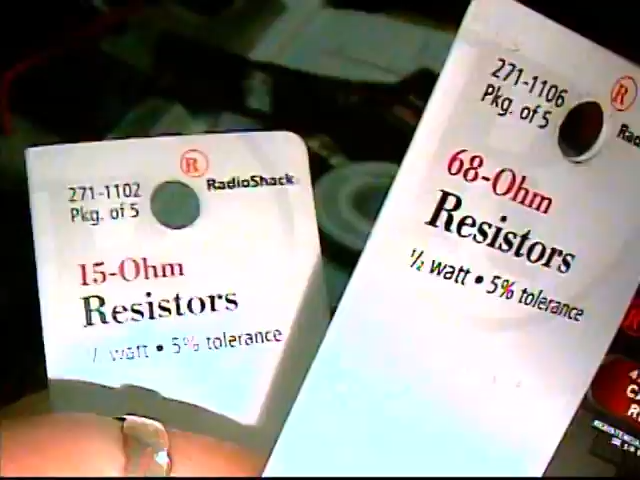 271-1102
Pkg. of 5
R
RadioShack
15-Ohm
Resistors
watt • 5% tolerance
271-1106
Pkg. of 5
R
68-Ohm
Resistors
½ watt • 5% tolerance